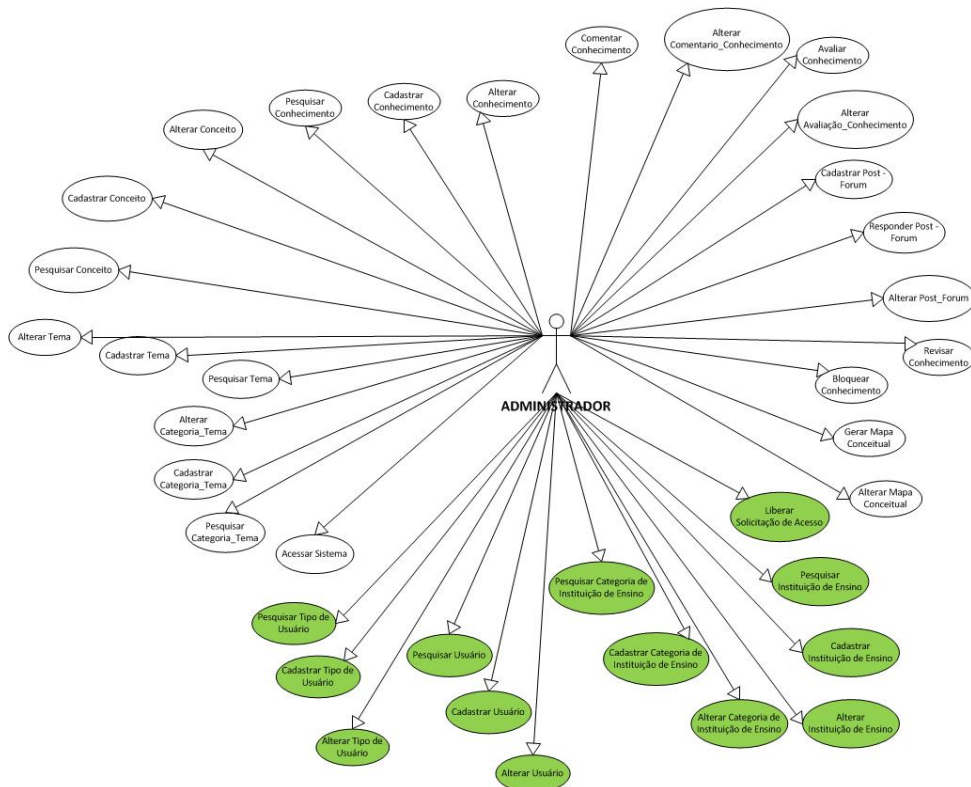 Comentar
Conhecimento
Alterar
Comentario_Conhecimento
Avaliar
Conhecimento
Pesquisar
Conhecimento
Cadastrar
Conhecimento
Alterar
Conhecimento
Alterar
Avaliação_Conhecimento
Alterar Conceito
Cadastrar Post -
Forum
Cadastrar Conceito
Responder Post -
Forum
Pesquisar Conceito
Alterar Post_Forum
Alterar Tema
Cadastrar Tema
Revisar
Conhecimento
Pesquisar Tema
Bloquear
Conhecimento
ADMINISTRADOR
Alterar
Categoria_Tema
Gerar Mapa
Conceitual
Cadastrar
Categoria_Tema
Alterar Mapa
Conceitual
Pesquisar
Categoria_Tema
Acessar Sistema
Liberar
Solicitação de Acesso
Pesquisar Categoria de
Instituição de Ensino
Pesquisar
Instituição de Ensino
Pesquisar Tipo de
Usuário
Cadastrar Tipo de
Usuário
Pesquisar Usuário
Cadastrar Categoria de
Instituição de Ensino
Cadastrar
Instituição de Ensino
Alterar Tipo de
Usuário
Cadastrar Usuário
Alterar Categoria de
Instituição de Ensino
Alterar
Instituição de Ensino
Alterar Usuário